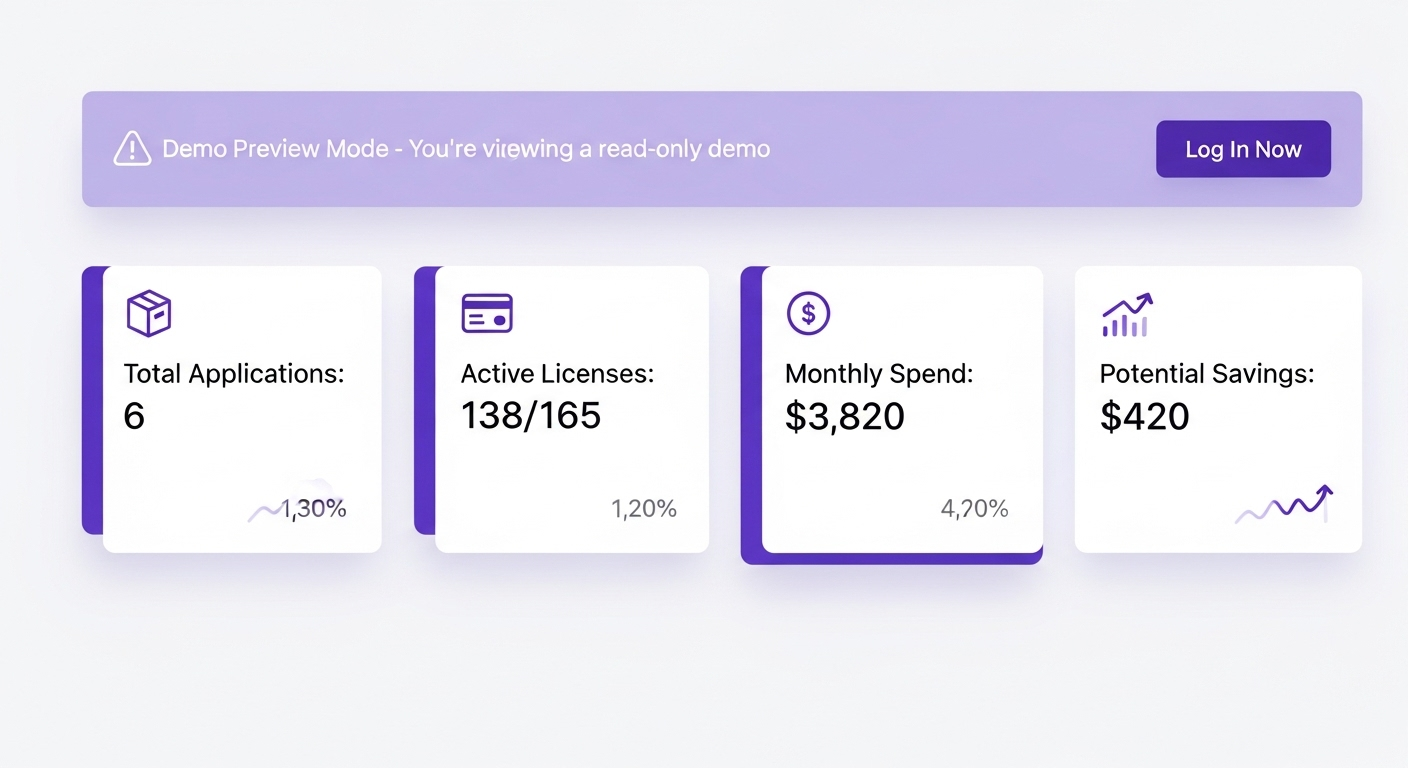 Demo Preview Mode - You're viewing a read-only demo
Log In Now
Total Applications:
6
1,30%
Active Licenses:
138/165
1,20%
Monthly Spend:
$3,820
4,70%
Potential Savings:
$420